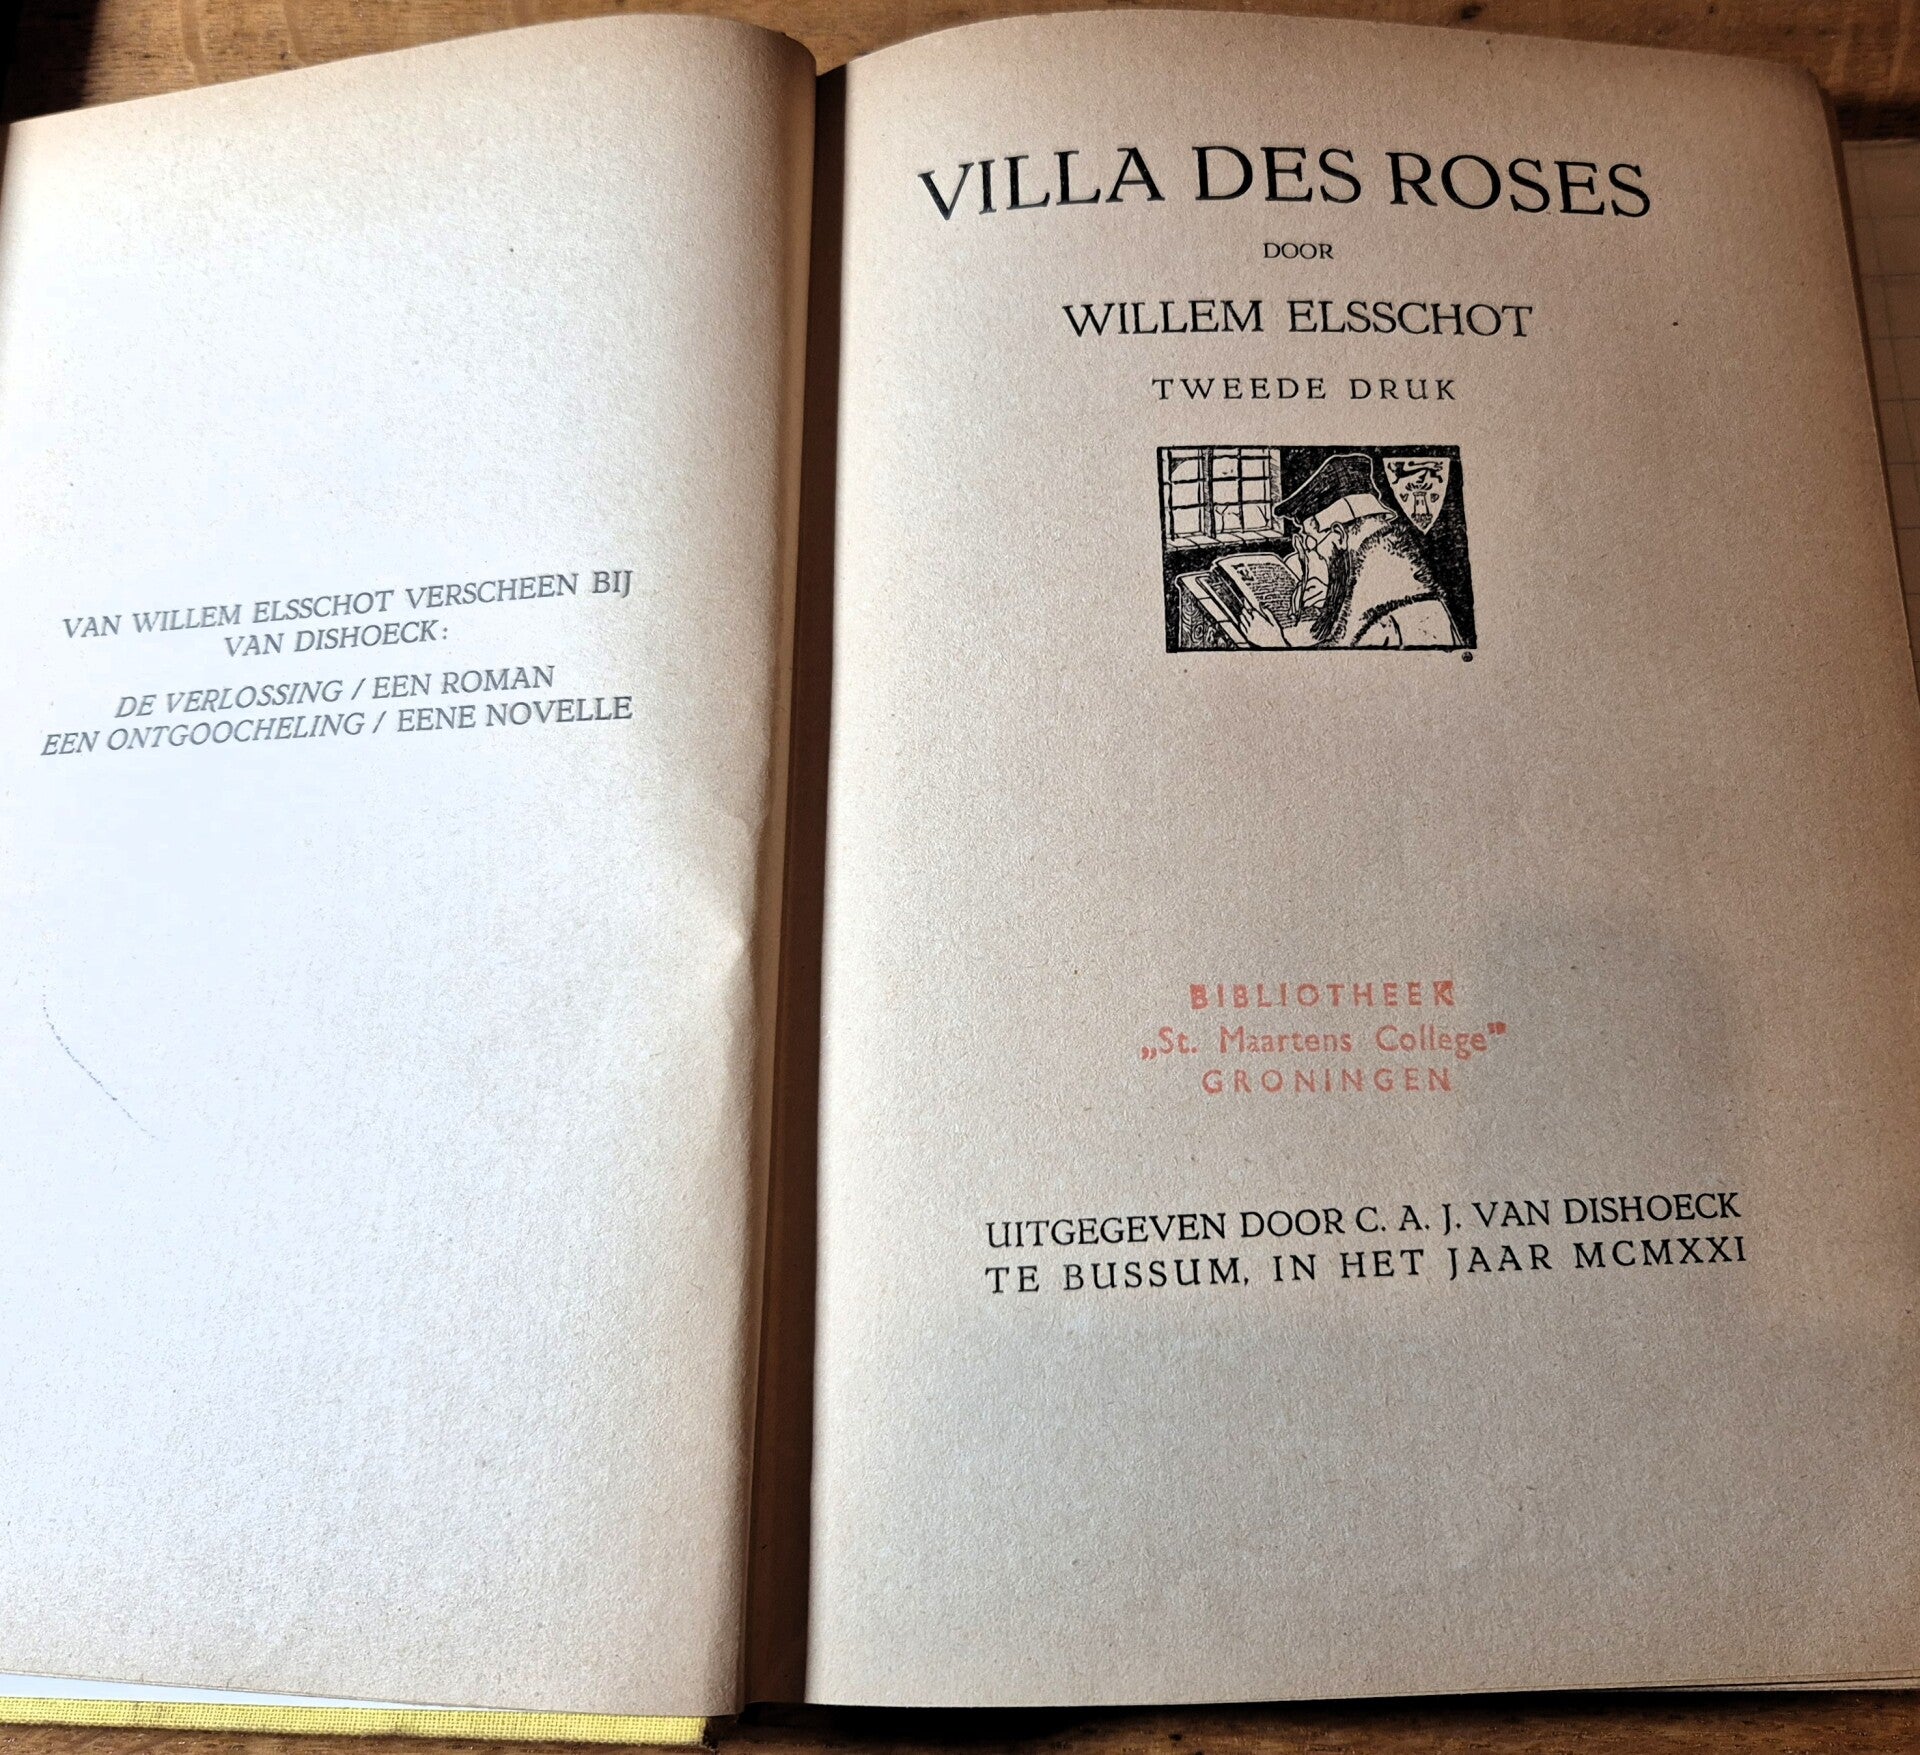 VAN WILLEM ELSSCHOT VERSCHEEN BIJ
VAN DISHOECK:
DE VERLOSSING / EEN ROMAN
EEN ONTGOOCHELING / EENE NOVELLE
VILLA DES ROSES
DOOR
WILLEM ELSSCHOT
TWEEDE DRUK
BIBLIOTHEEK
„St. Maartens College"
GRONINGEN
UITGEGEVEN DOOR C. A. J. VAN DISHOECK
TE BUSSUM, IN HET JAAR MCMXXI